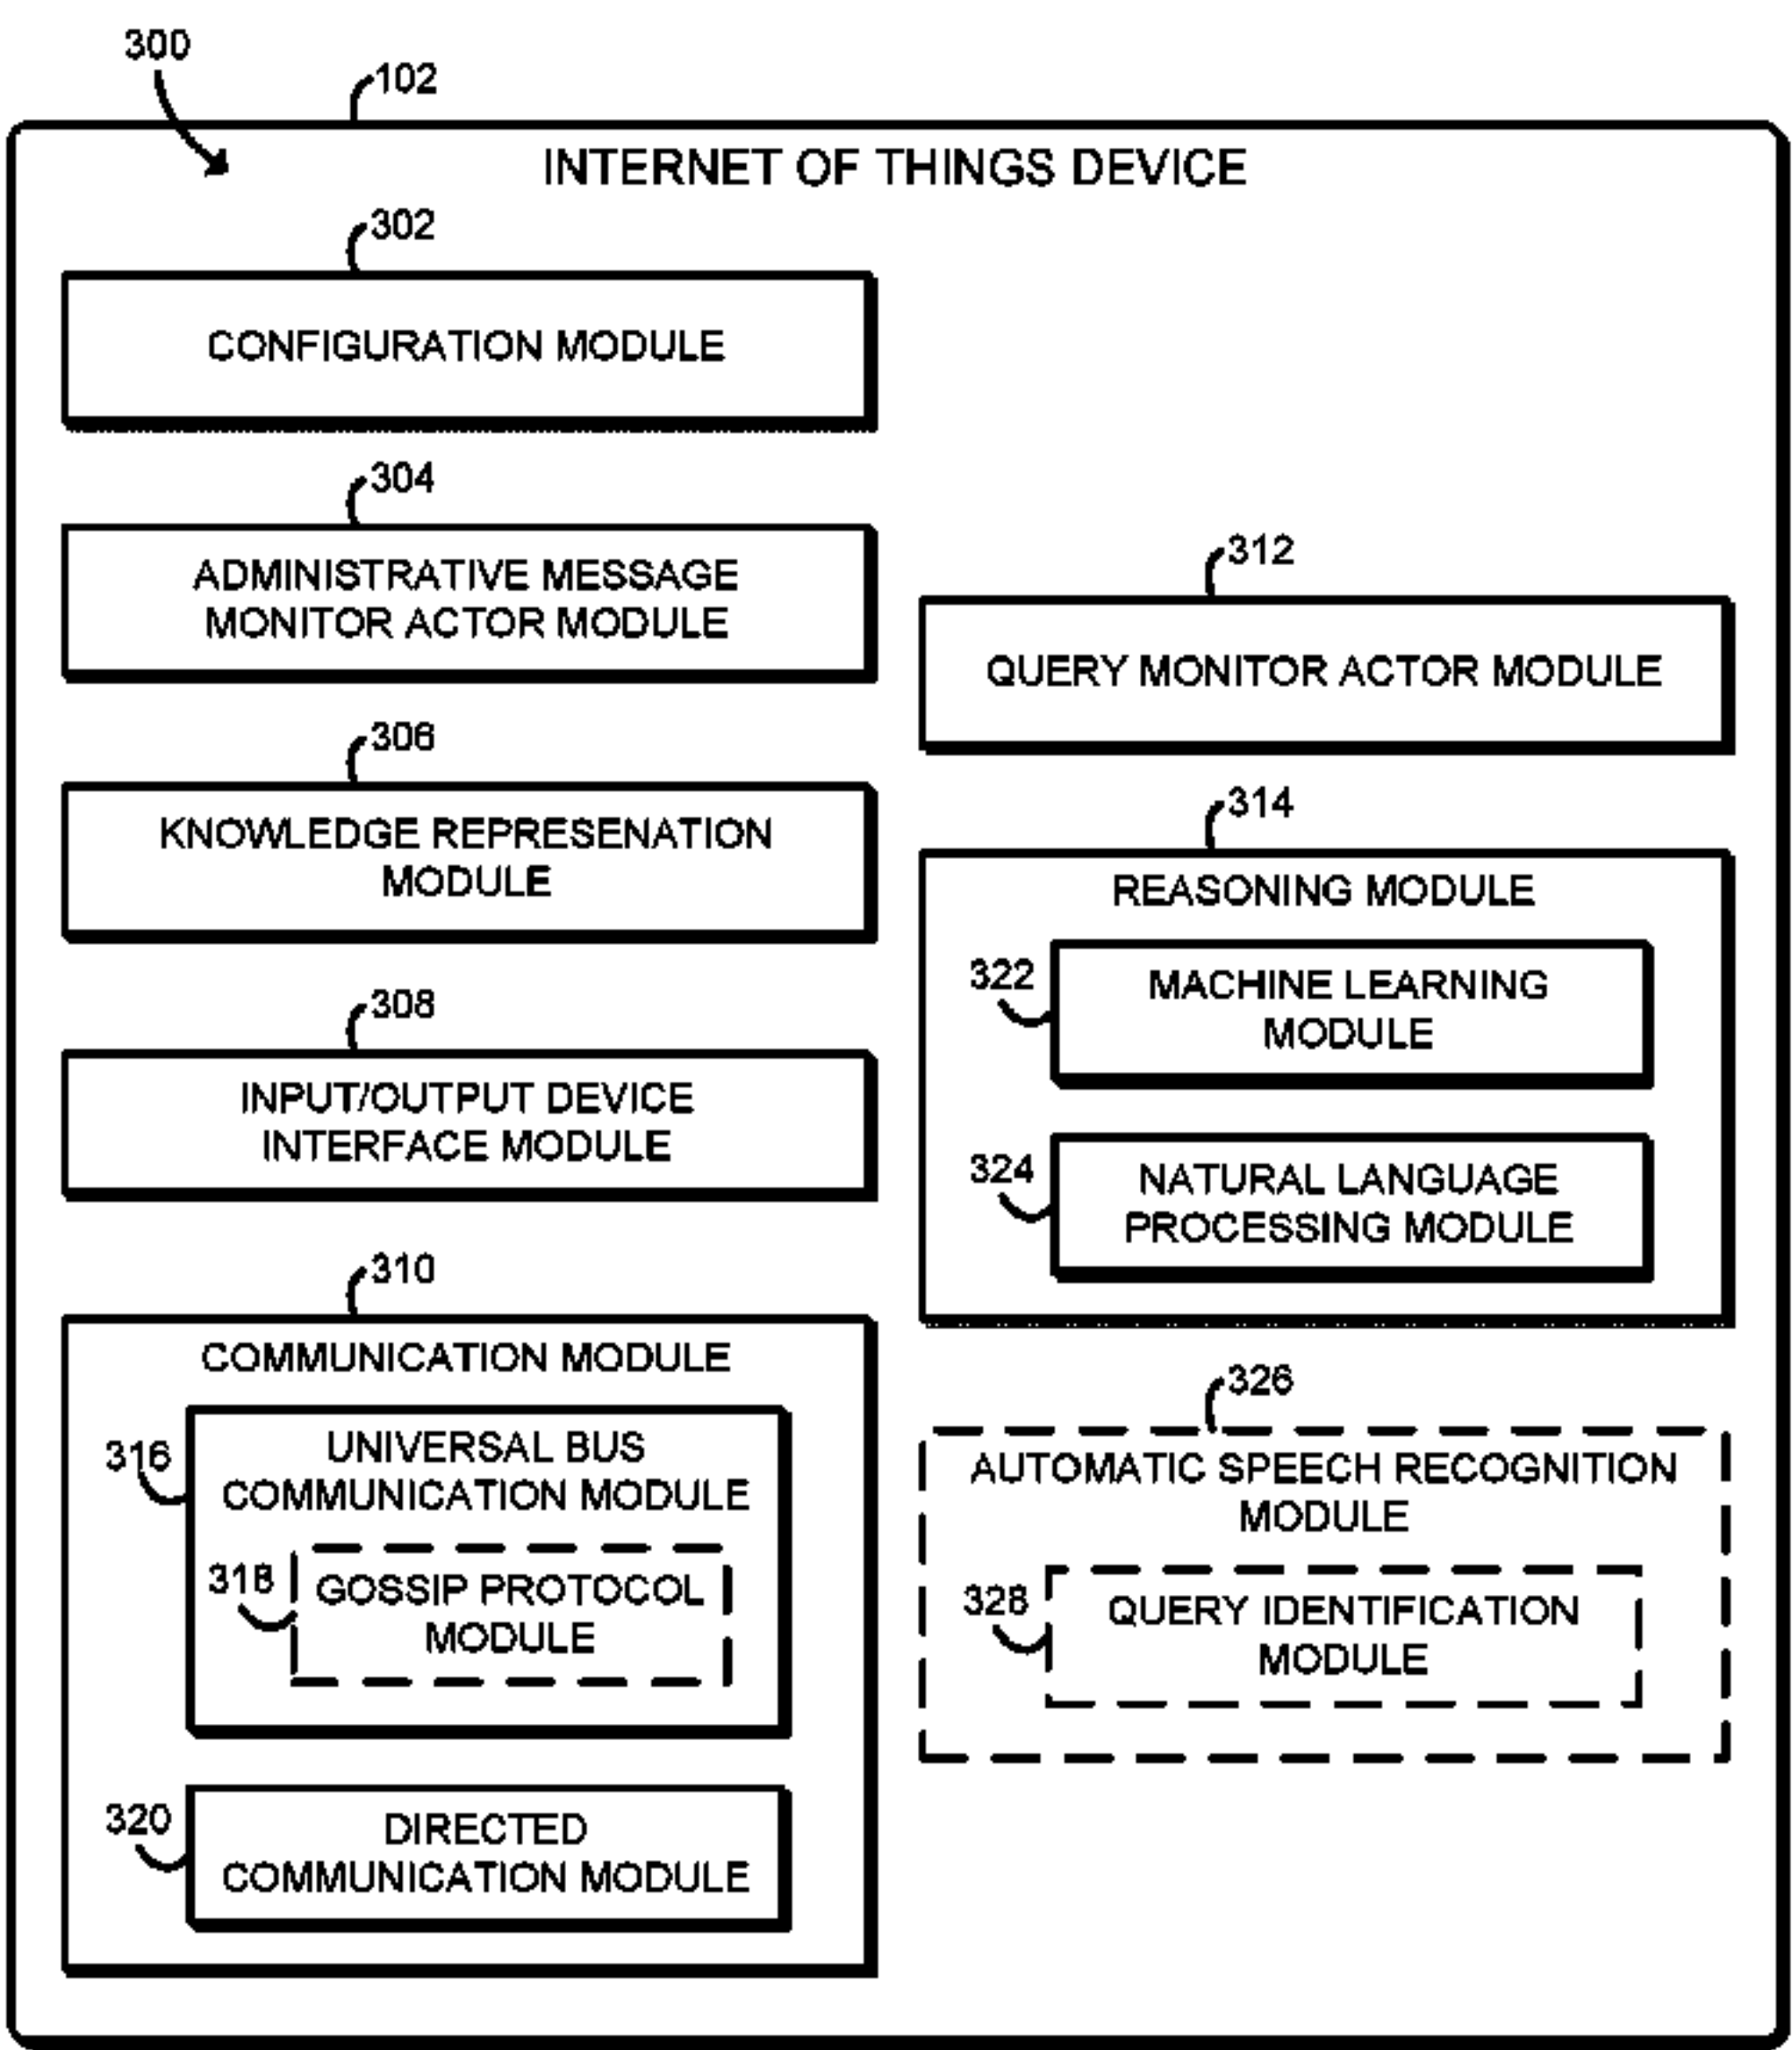 300
102
INTERNET OF THINGS DEVICE
302
CONFIGURATION MODULE
304
ADMINISTRATIVE MESSAGE
MONITOR ACTOR MODULE
306
KNOWLEDGE REPRESENATION
MODULE
308
INPUT/OUTPUT DEVICE
INTERFACE MODULE
310
COMMUNICATION MODULE
316
UNIVERSAL BUS
COMMUNICATION MODULE
318
GOSSIP PROTOCOL
MODULE
320
DIRECTED
COMMUNICATION MODULE
312
QUERY MONITOR ACTOR MODULE
314
REASONING MODULE
322
MACHINE LEARNING
MODULE
324
NATURAL LANGUAGE
PROCESSING MODULE
326
AUTOMATIC SPEECH RECOGNITION
MODULE
328
QUERY IDENTIFICATION
MODULE